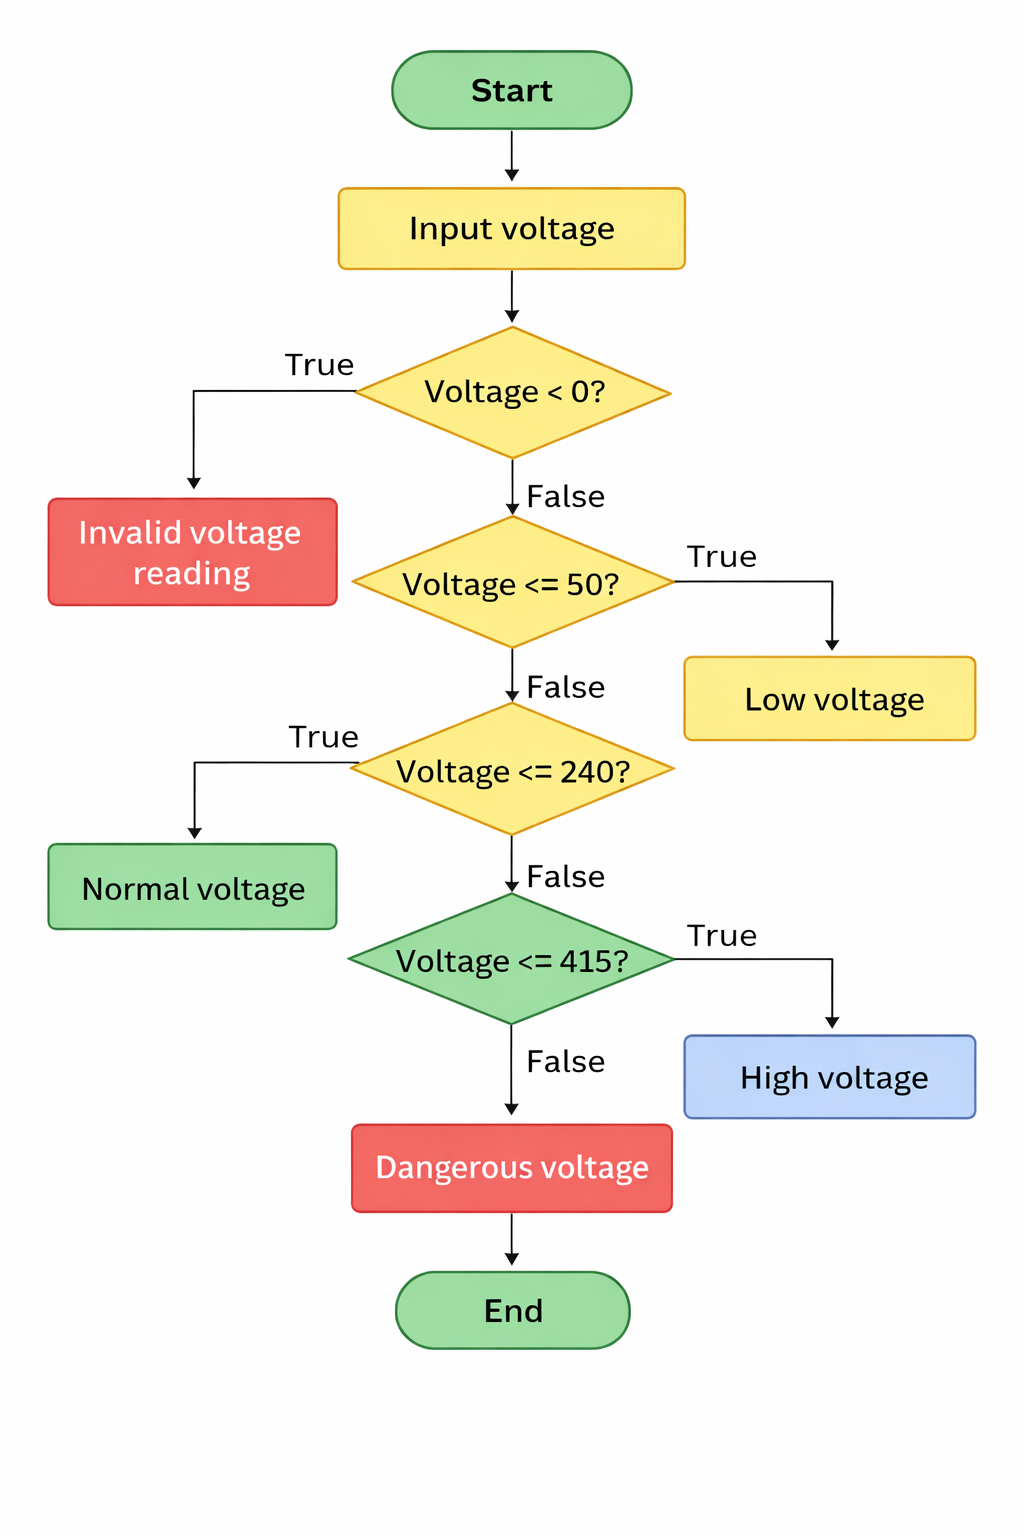 Start
Input voltage
True
Voltage < 0?
False
Invalid voltage
reading
True
Voltage <= 50?
False
Low voltage
True
Voltage <= 240?
False
Normal voltage
True
Voltage <= 415?
False
High voltage
Dangerous voltage
End